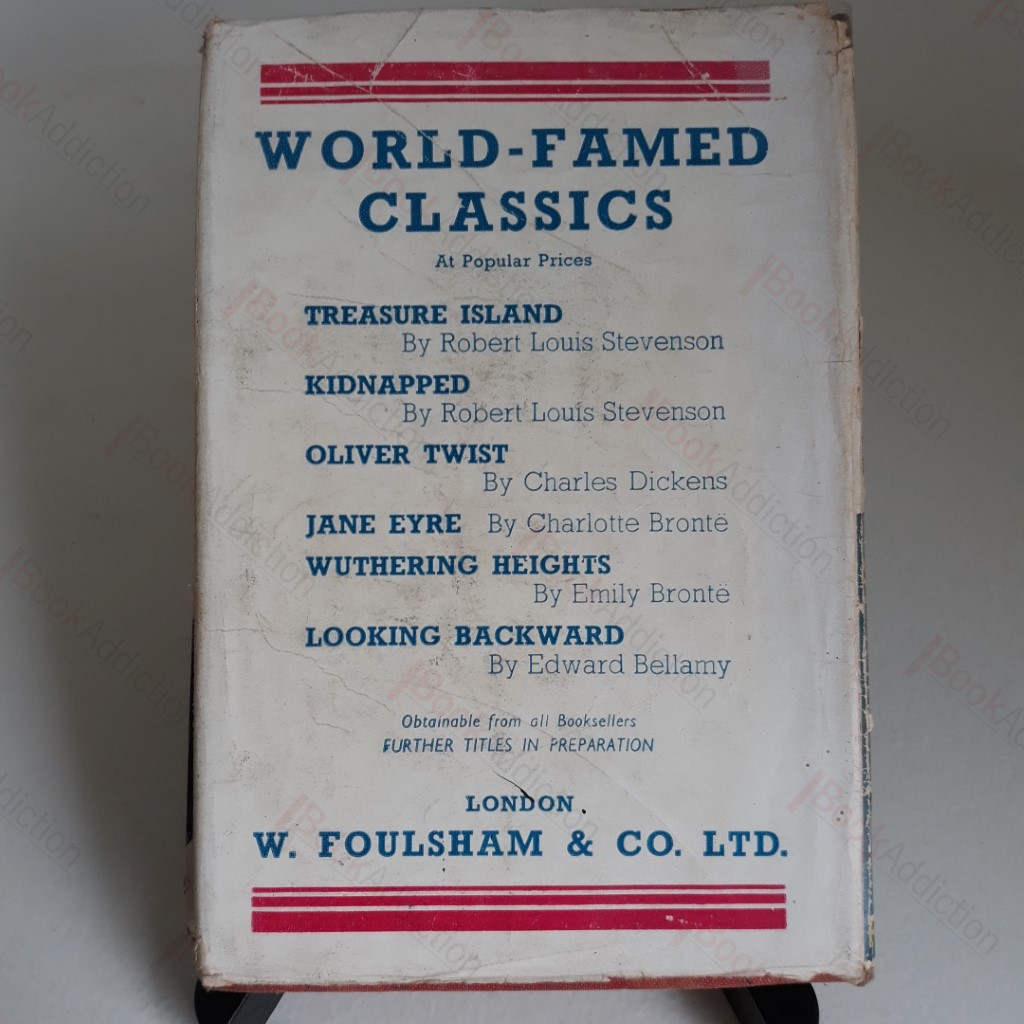 WORLD-FAMED
CLASSICS
At Popular Prices
TREASURE ISLAND
By Robert Louis Stevenson
KIDNAPPED
By Robert Louis Stevenson
OLIVER TWIST
By Charles Dickens
JANE EYRE By Charlotte Brontë
WUTHERING HEIGHTS
By Emily Brontë
LOOKING BACKWARD
By Edward Bellamy
Obtainable from all Booksellers
FURTHER TITLES IN PREPARATION
LONDON
W. FOULSHAM & CO. LTD.
BookAddiction